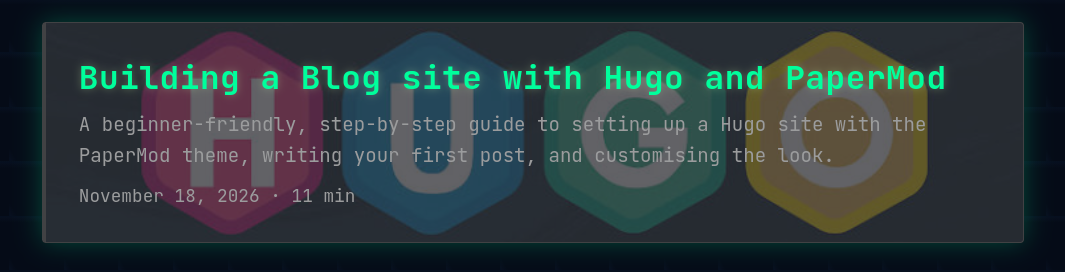 HUGO
Building a Blog site with Hugo and PaperMod
A beginner-friendly, step-by-step guide to setting up a Hugo site with the
PaperMod theme, writing your first post, and customising the look.
November 18, 2026 · 11 min